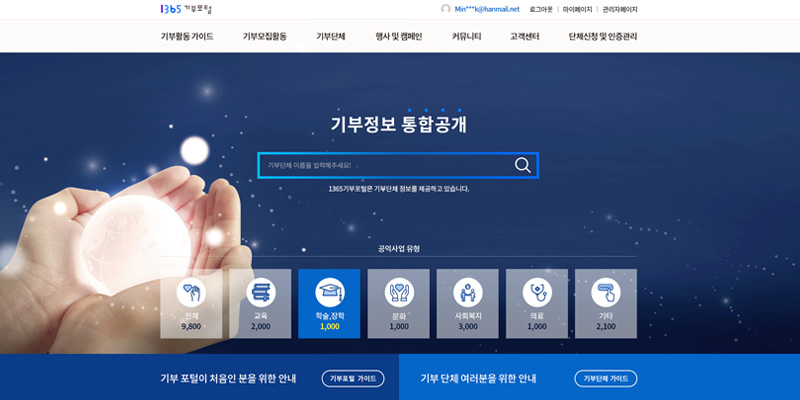 1365 기부포털
Min***k@hanmail.net 로그아웃 | 마이페이지 | 관리자페이지
기부활동 가이드 기부모집활동 기부단체 행사 및 캠페인 커뮤니티 고객센터 단체신청 및 인증관리
기부정보 통합공개
기부단체 이름을 입력해주세요!
1365기부포털은 기부단체 정보를 제공하고 있습니다.
공익사업 유형
전체 교육 학술,장학 문화 사회복지 의료 기타
9,800 2,000 1,000 1,000 3,000 1,000 2,100
기부 포털이 처음인 분을 위한 안내 기부포털 가이드 기부 단체 여러분을 위한 안내 기부단체 가이드